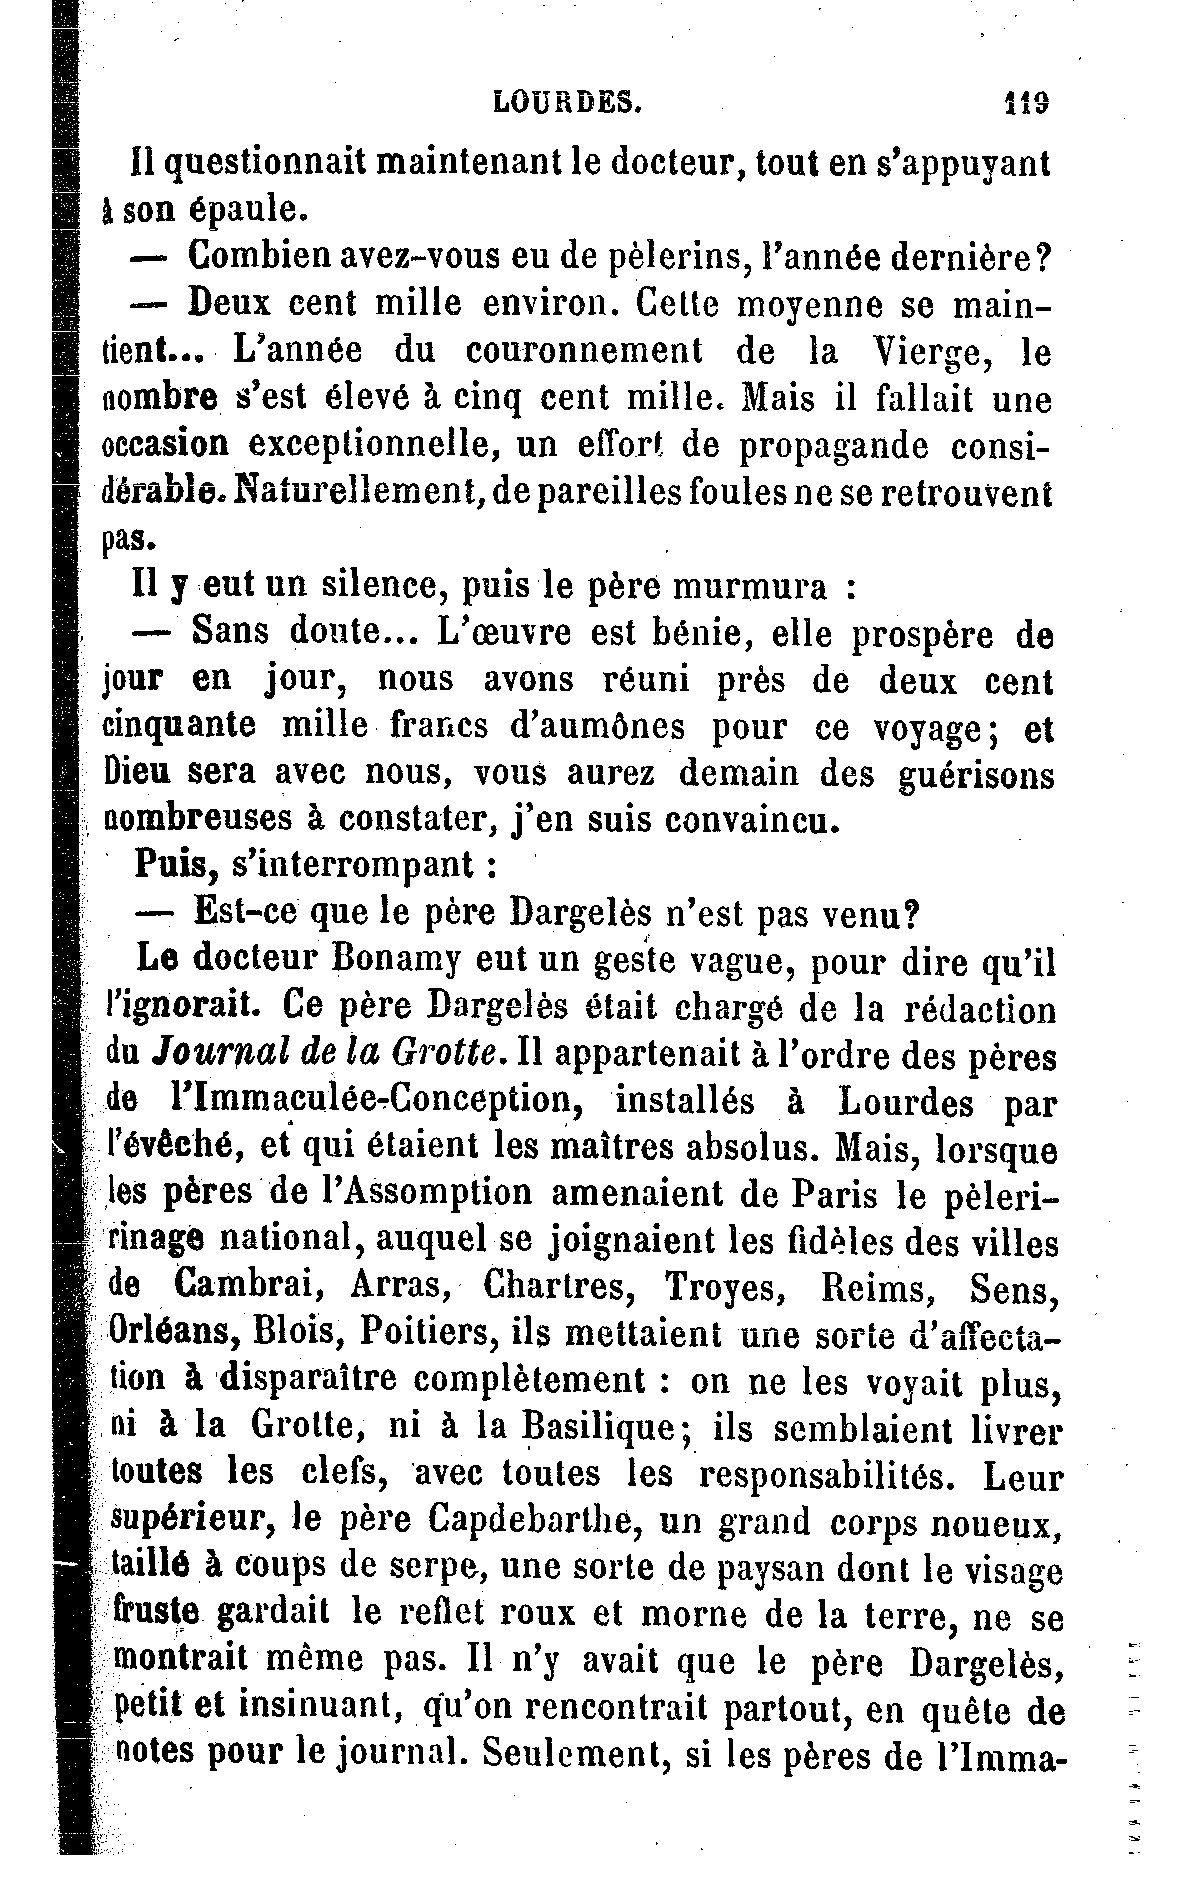 LOURDES. 119
Il questionnait maintenant le docteur, tout en s'appuyant
à son épaule.
— Combien avez-vous eu de pèlerins, l'année dernière?
— Deux cent mille environ. Cette moyenne se main-
tient... L'année du couronnement de la Vierge, le
nombre s'est élevé à cinq cent mille. Mais il fallait une
occasion exceptionnelle, un effort de propagande consi-
dérable. Naturellement, de pareilles foules ne se retrouvent
pas.
Il y eut un silence, puis le père murmura :
— Sans doute... L'œuvre est bénie, elle prospère de
jour en jour, nous avons réuni près de deux cent
cinquante mille francs d'aumônes pour ce voyage; et
Dieu sera avec nous, vous aurez demain des guérisons
nombreuses à constater, j'en suis convaincu.
Puis, s'interrompant :
— Est-ce que le père Dargelès n'est pas venu?
Le docteur Bonamy eut un geste vague, pour dire qu'il
l'ignorait. Ce père Dargelès était chargé de la rédaction
du Journal de la Grotte. Il appartenait à l'ordre des pères
de l'Immaculée-Conception, installés à Lourdes par
l'évêché, et qui étaient les maîtres absolus. Mais, lorsque
les pères de l'Assomption amenaient de Paris le pèleri-
rinage national, auquel se joignaient les fidèles des villes
de Cambrai, Arras, Chartres, Troyes, Reims, Sens,
Orléans, Blois, Poitiers, ils mettaient une sorte d'affecta-
tion à disparaître complètement : on ne les voyait plus,
ni à la Grotte, ni à la Basilique; ils semblaient livrer
toutes les clefs, avec toutes les responsabilités. Leur
supérieur, le père Capdebarthe, un grand corps noueux,
taillé à coups de serpe, une sorte de paysan dont le visage
fruste gardait le reflet roux et morne de la terre, ne se
montrait même pas. Il n'y avait que le père Dargelès,
petit et insinuant, qu'on rencontrait partout, en quête de
notes pour le journal. Seulement, si les pères de l'Imma-